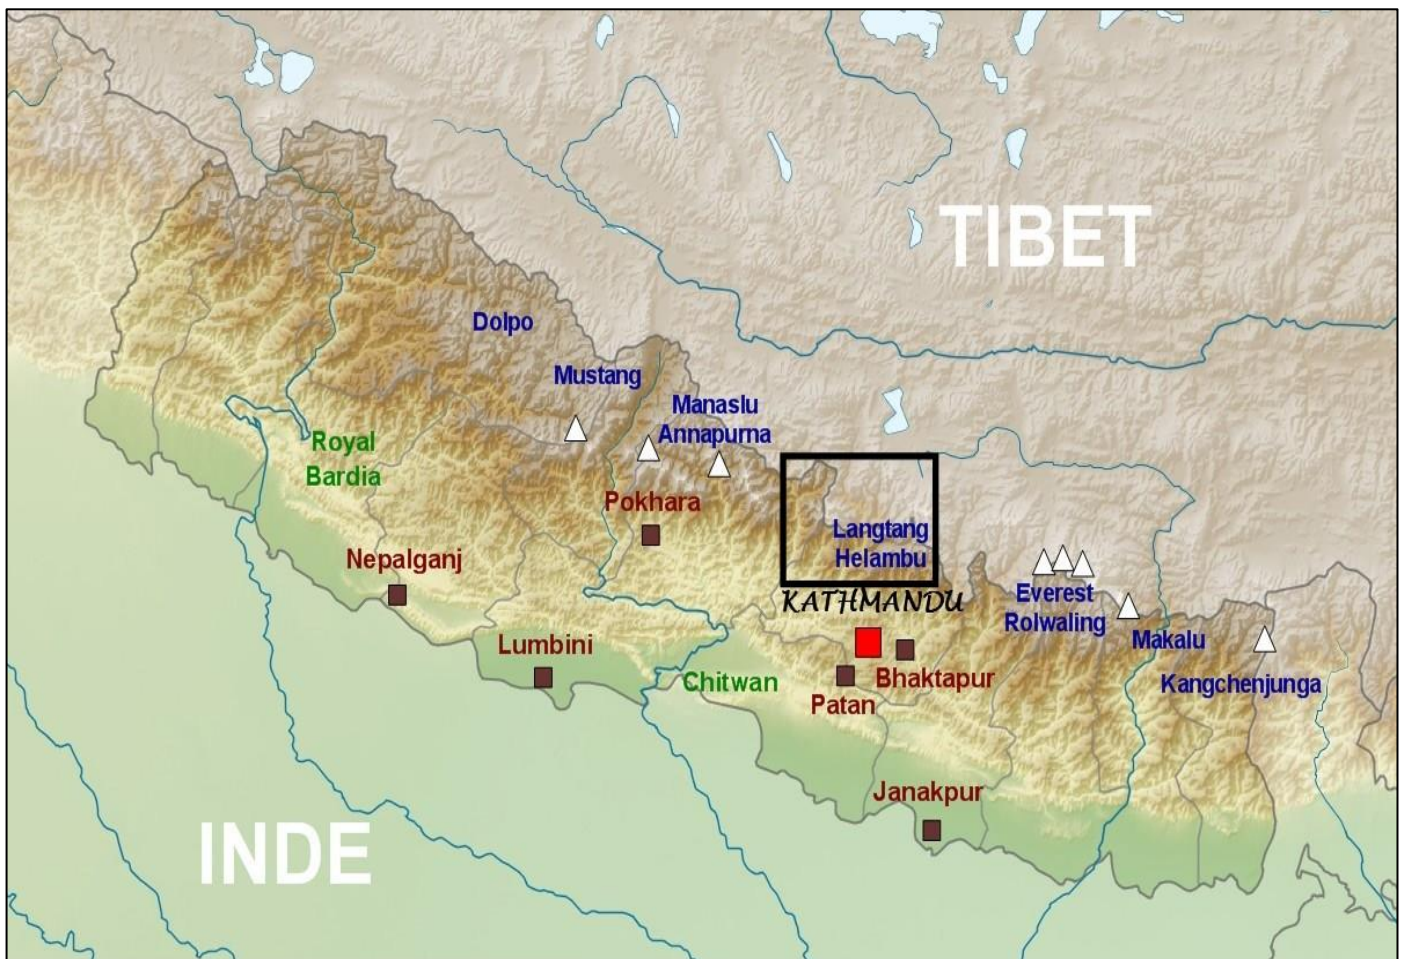 TIBET
Dolpo
Mustang
Manaslu
Annapurna
Royal
Bardia
Pokhara
Langtang
Helambu
Nepalganj
KATHMANDU
Everest
Rolwaling
Lumbini
Makalu
Chitwan
Bhaktapur
Kangchenjunga
Patan
Janakpur
INDE